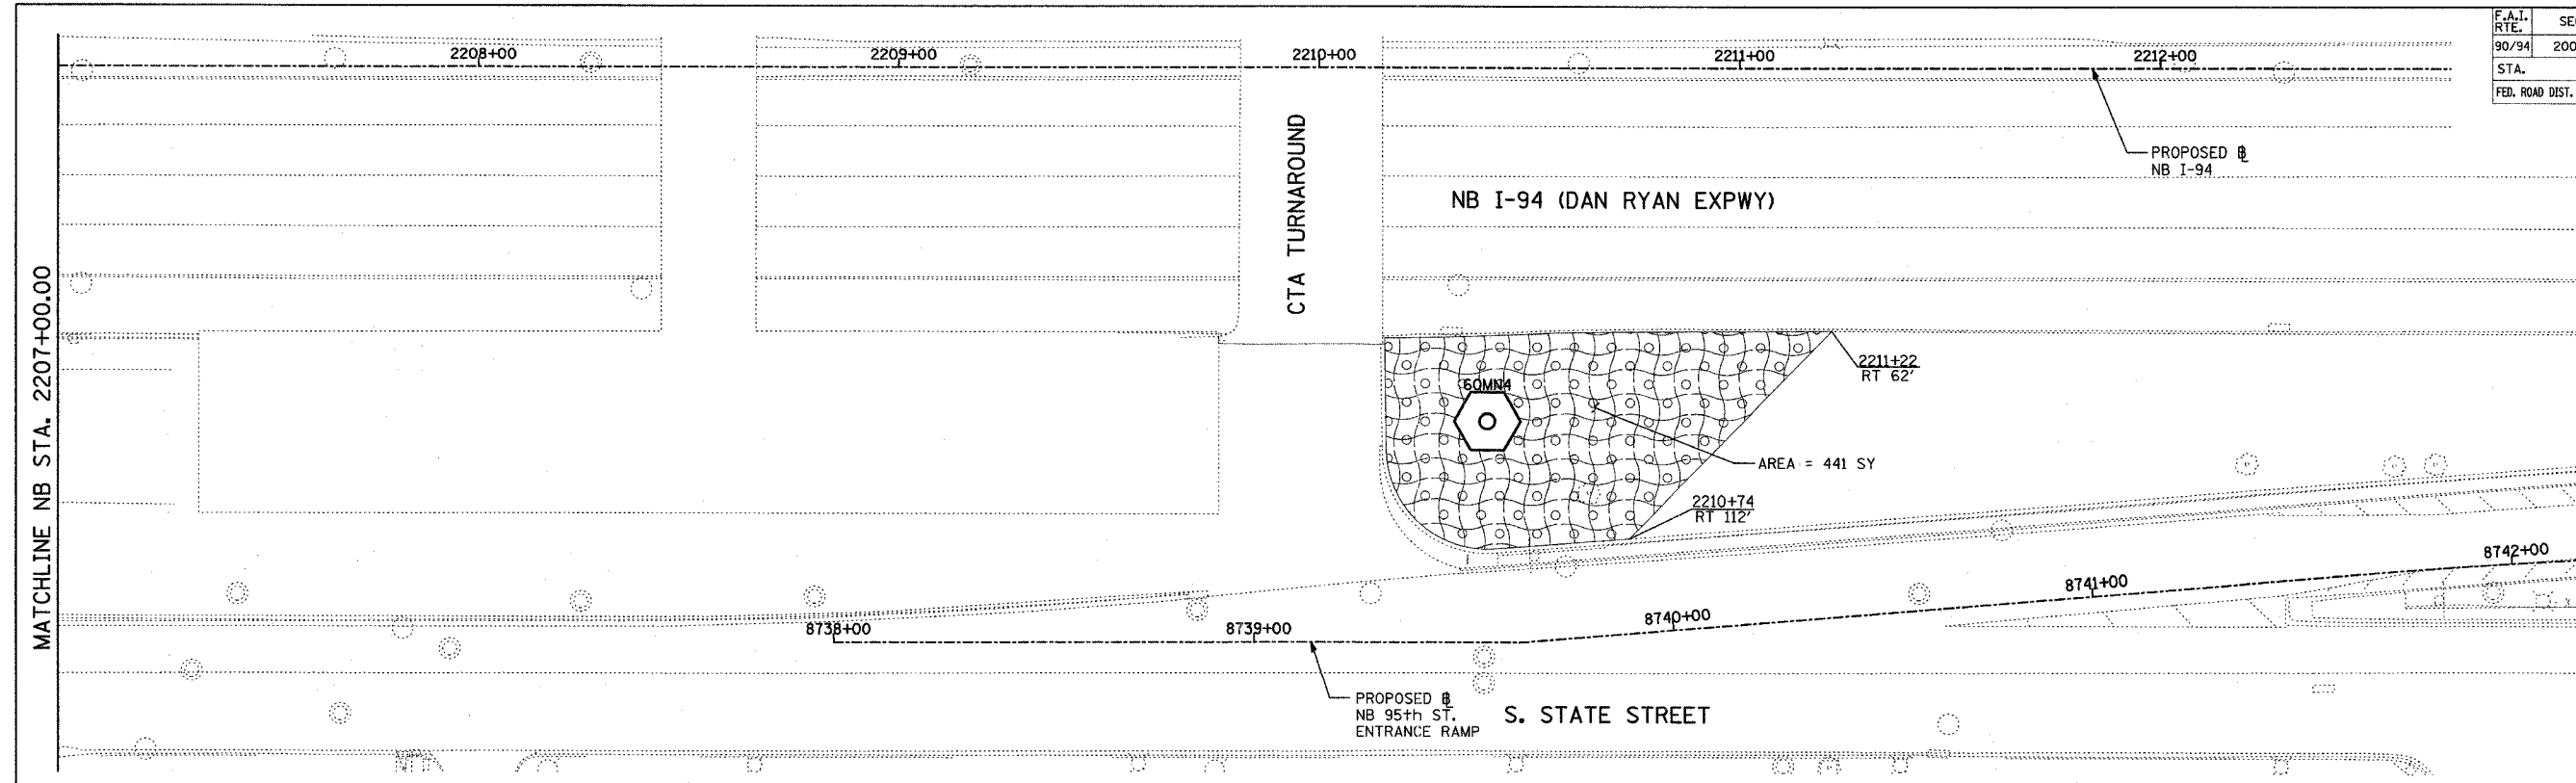 F.A.I.
RTE.
SE
90/94
200
STA.
FED. ROAD DIST.
2208+00
2209+00
2210+00
2211+00
2212+00
PROPOSED ℄
NB I-94
CTA TURNAROUND
NB I-94 (DAN RYAN EXPWY)
MATCHLINE NB STA. 2207+00.00
2211+22
RT 62'
60MN4
AREA = 441 SY
2210+74
RT 112'
8742+00
8741+00
8740+00
8738+00
8739+00
PROPOSED ℄
NB 95th ST.
ENTRANCE RAMP
S. STATE STREET